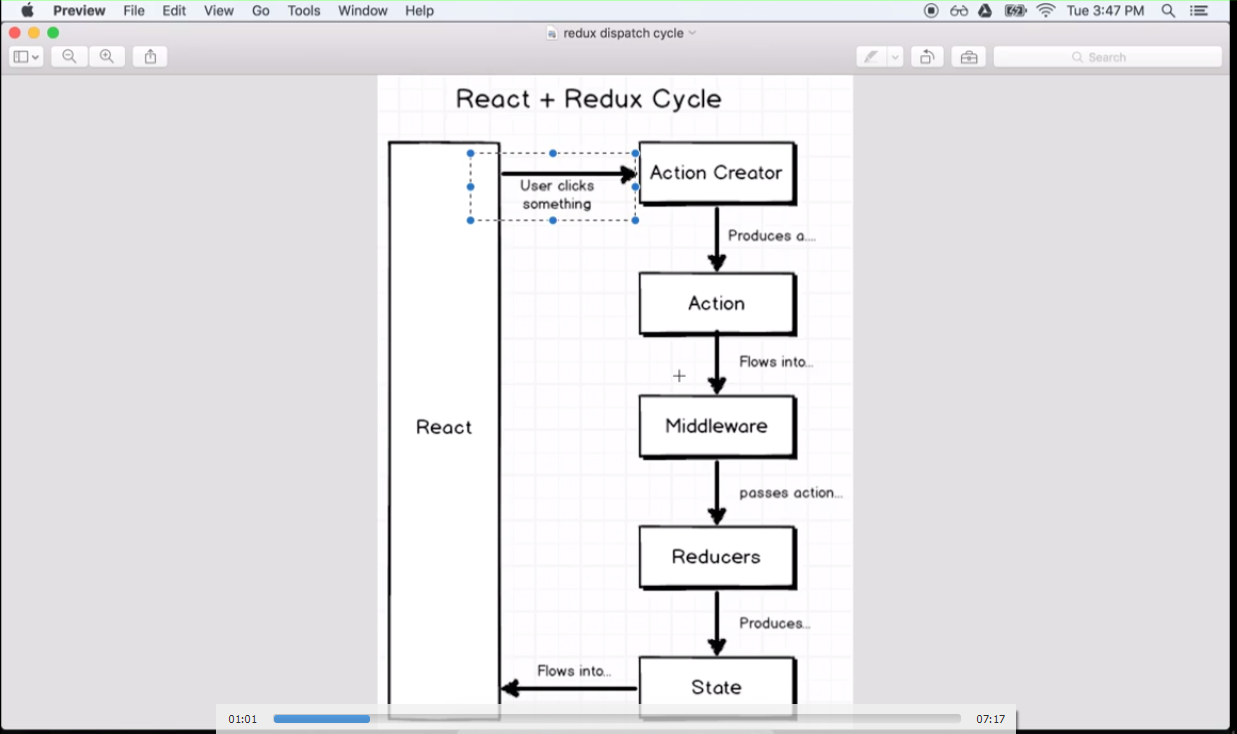 Preview File Edit View Go Tools Window Help Tue 3:47 PM
redux dispatch cycle
Search
React + Redux Cycle
Action Creator
User clicks
something
Produces a...
Action
Flows into...
React
Middleware
passes action...
Reducers
Produces...
Flows into...
State
01:01 07:17